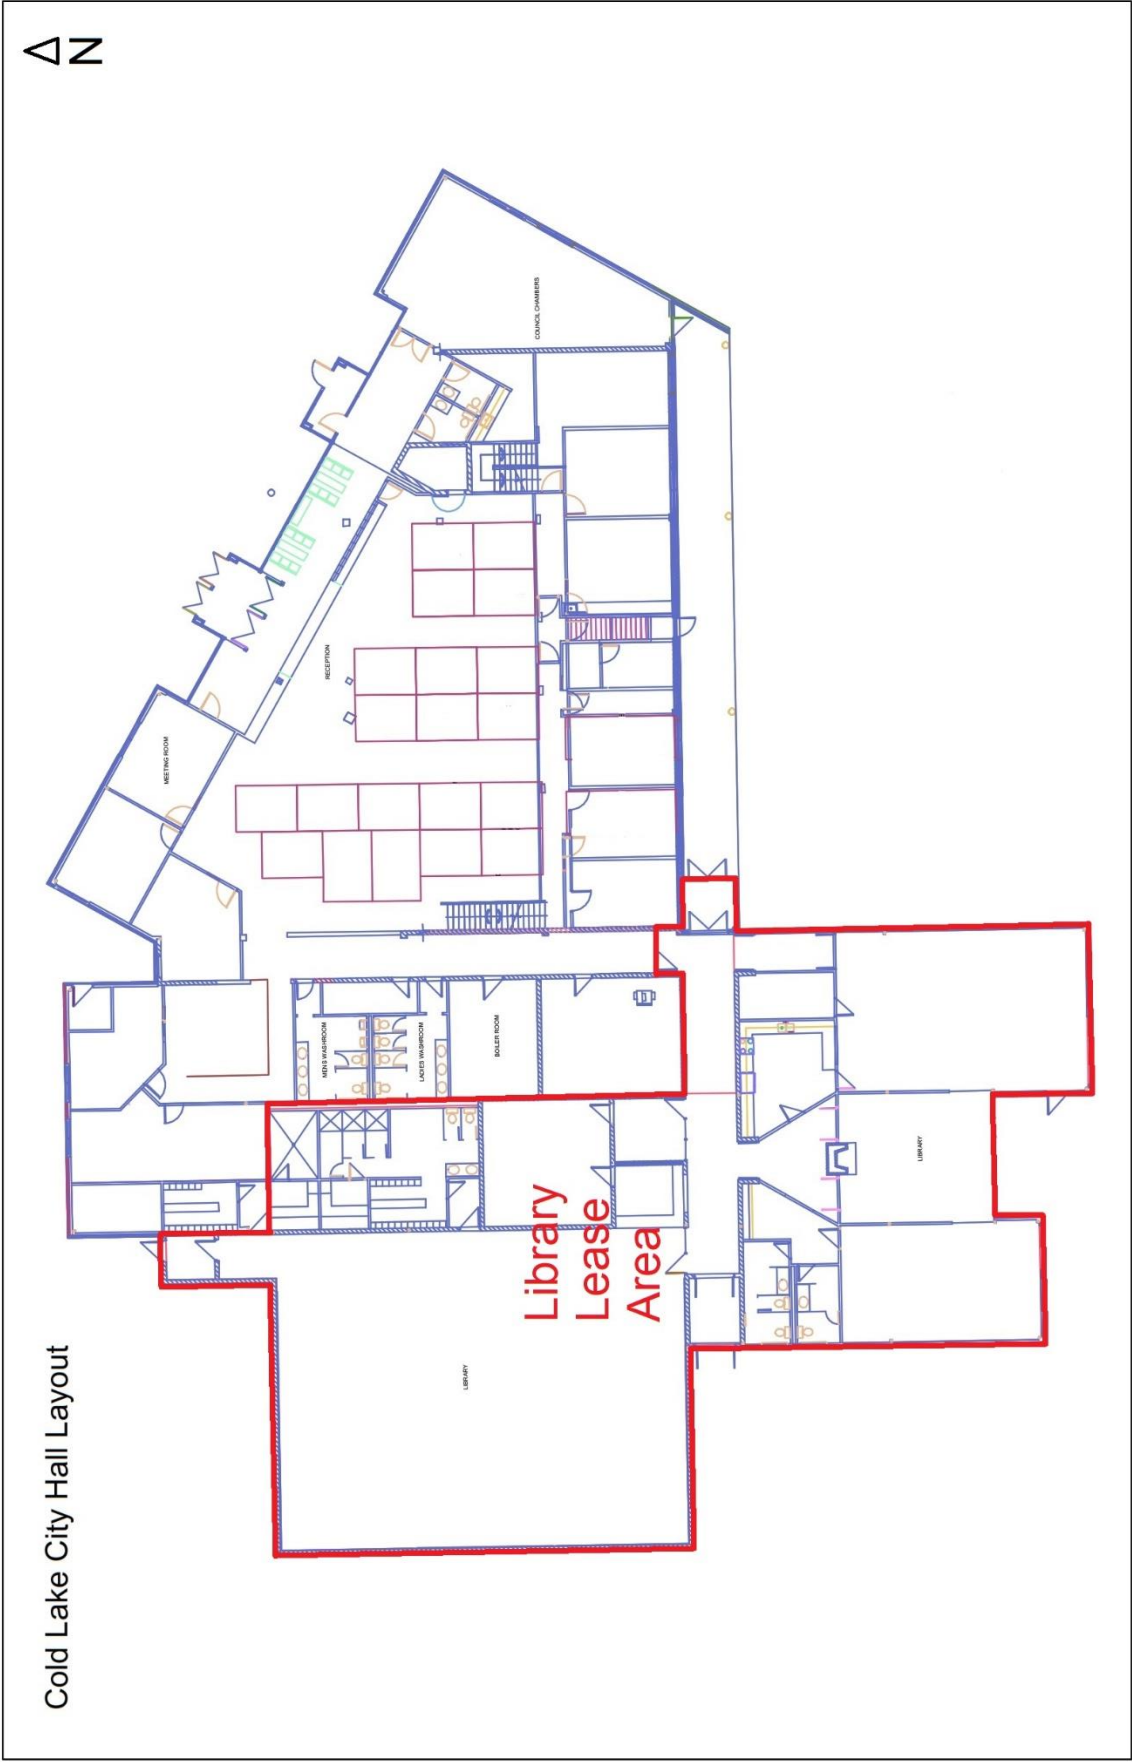 Cold Lake City Hall Layout
N
MEETING ROOM
RECEPTION
COUNCIL CHAMBERS
MENS WASHROOM
LADIES WASHROOM
BOILER ROOM
LIBRARY
Library
Lease
Area
LIBRARY